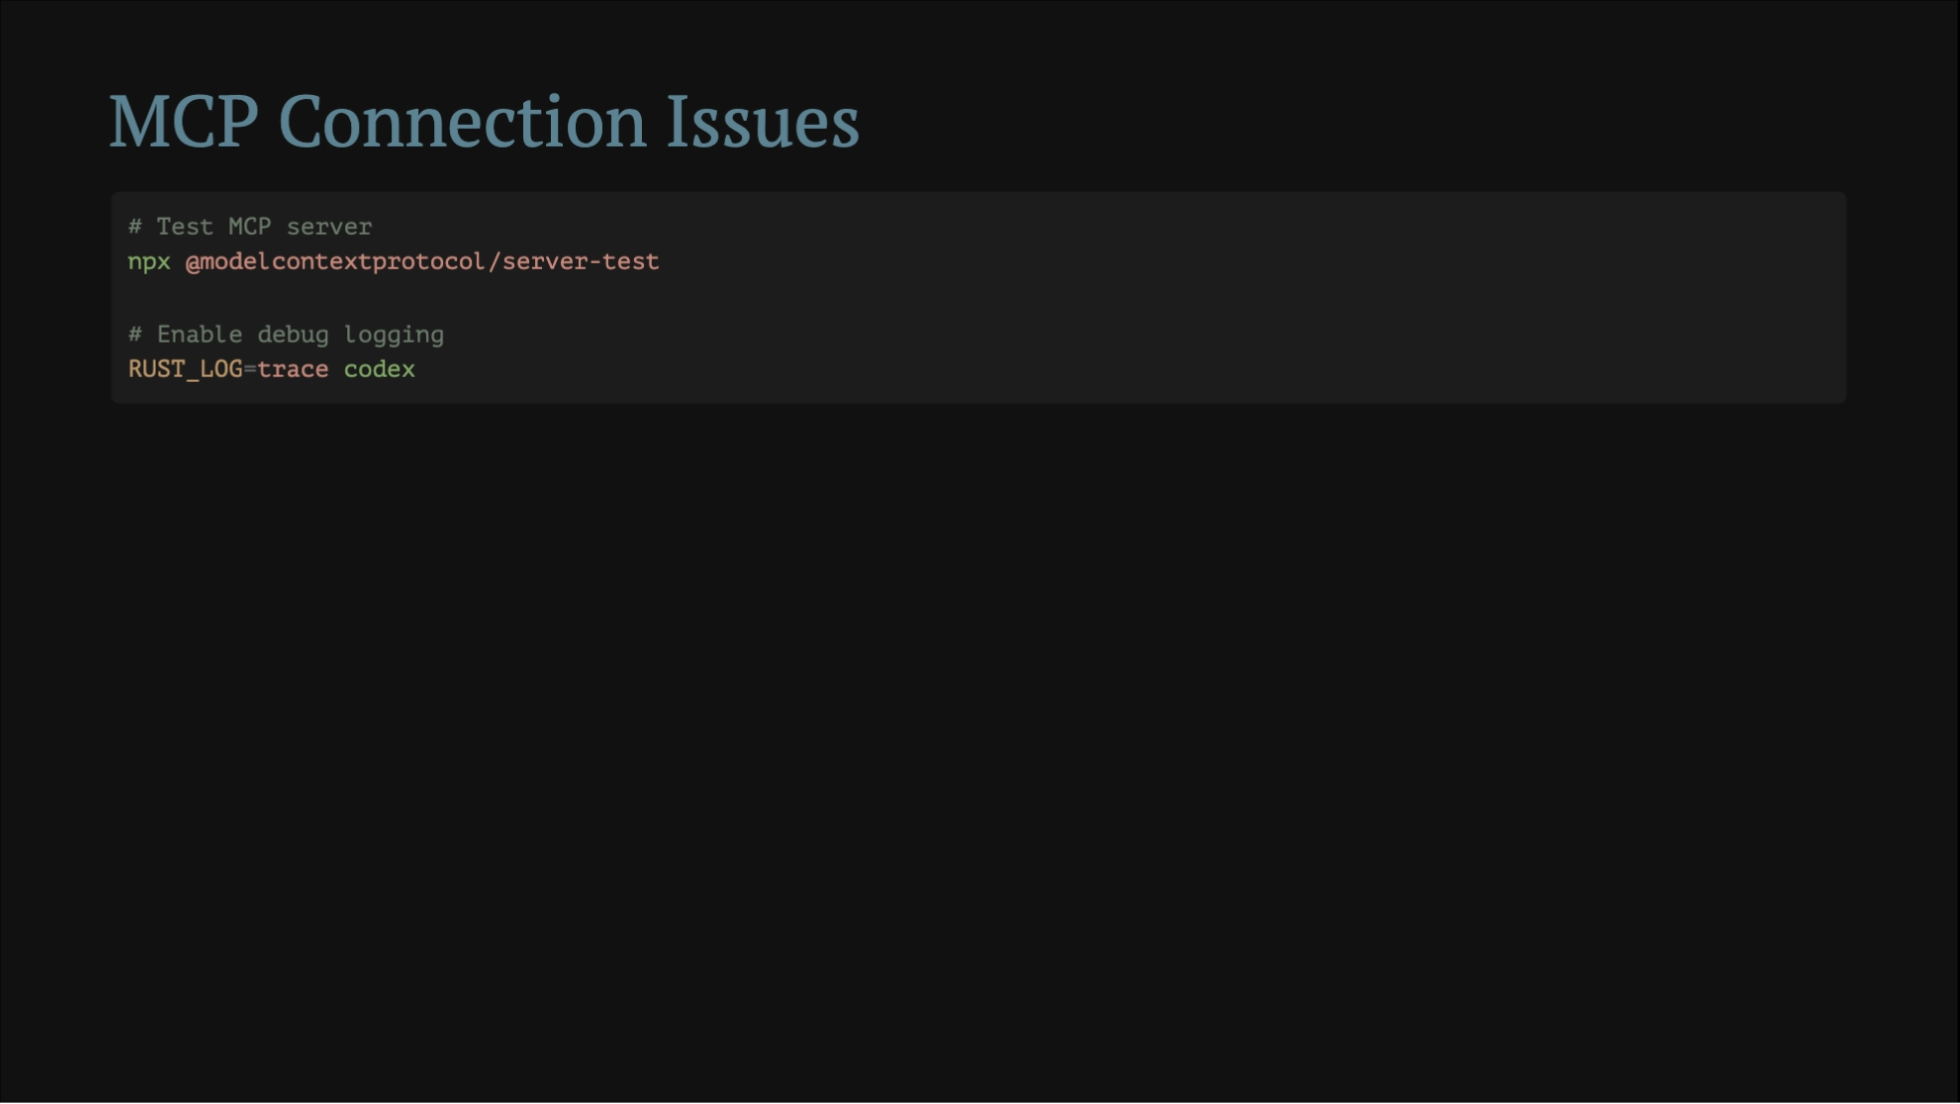 MCP Connection Issues
# Test MCP server
npx @modelcontextprotocol/server-test
# Enable debug logging
RUST_LOG=trace codex